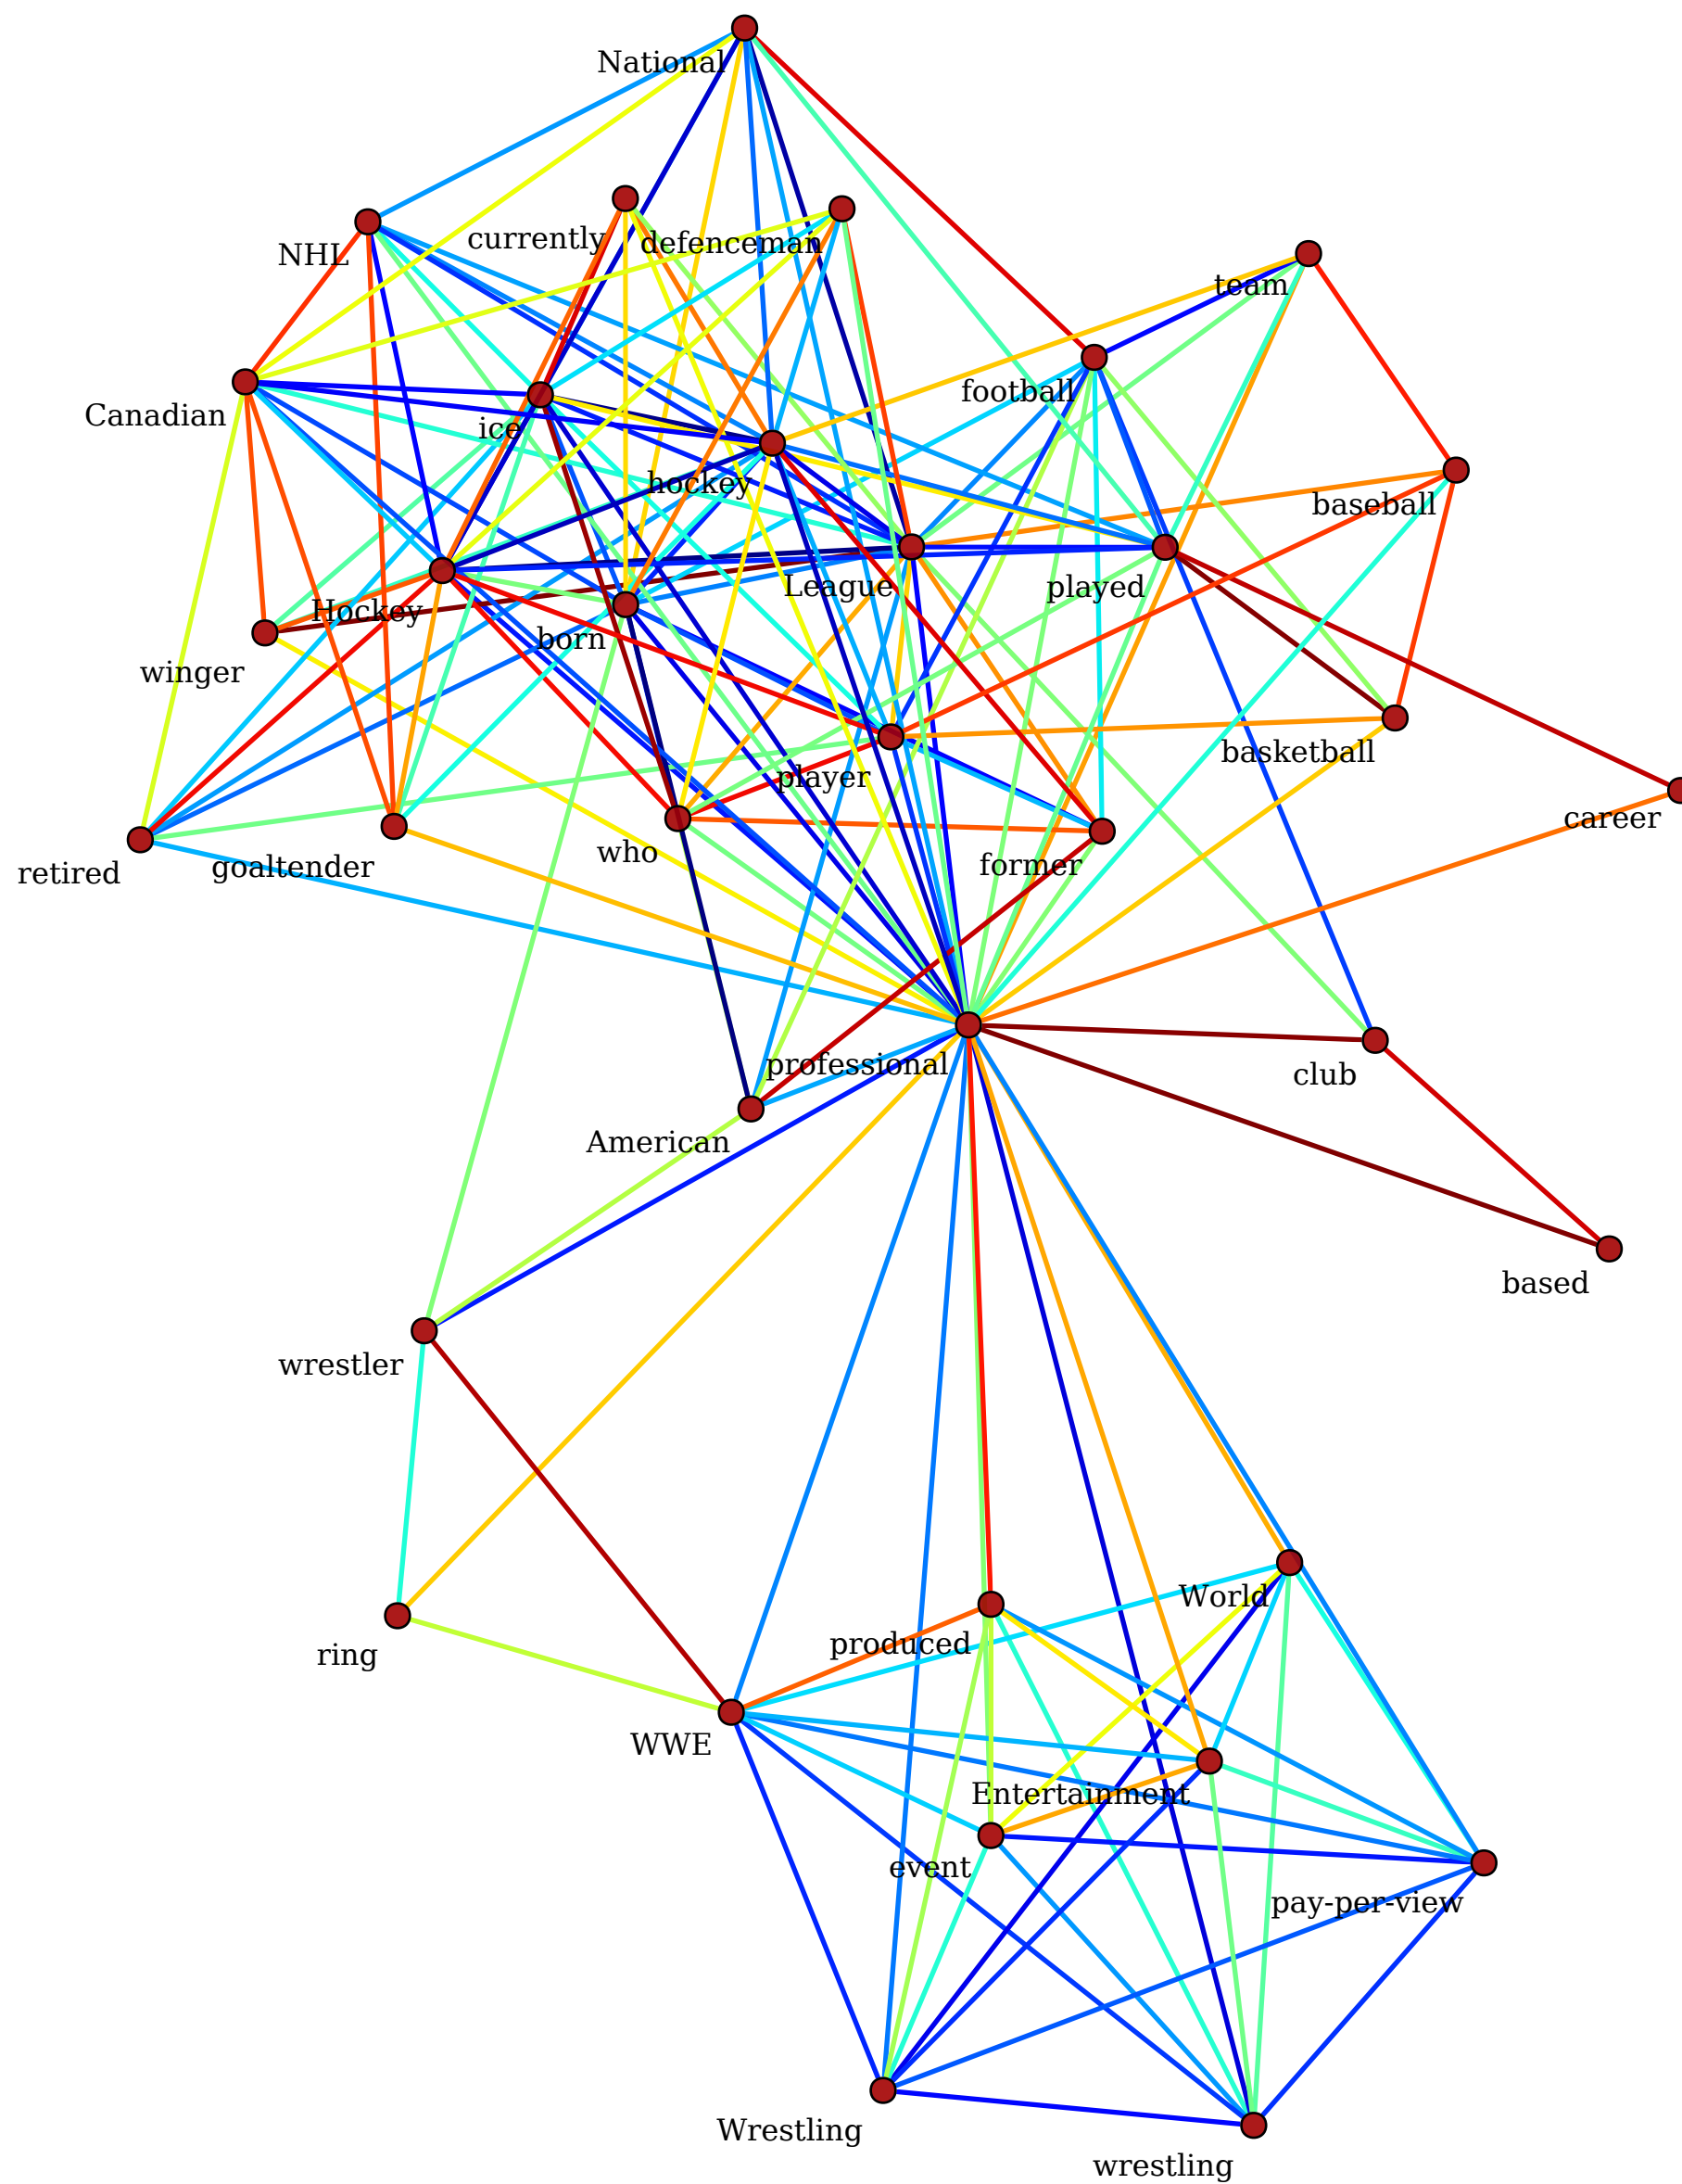 National
currently
defenceman
NHL
team
football
Canadian
ice
hockey
baseball
League
played
Hockey
born
winger
basketball
player
career
who
former
goaltender
retired
professional
club
American
based
wrestler
World
produced
ring
WWE
Entertainment
event
pay-per-view
Wrestling
wrestling